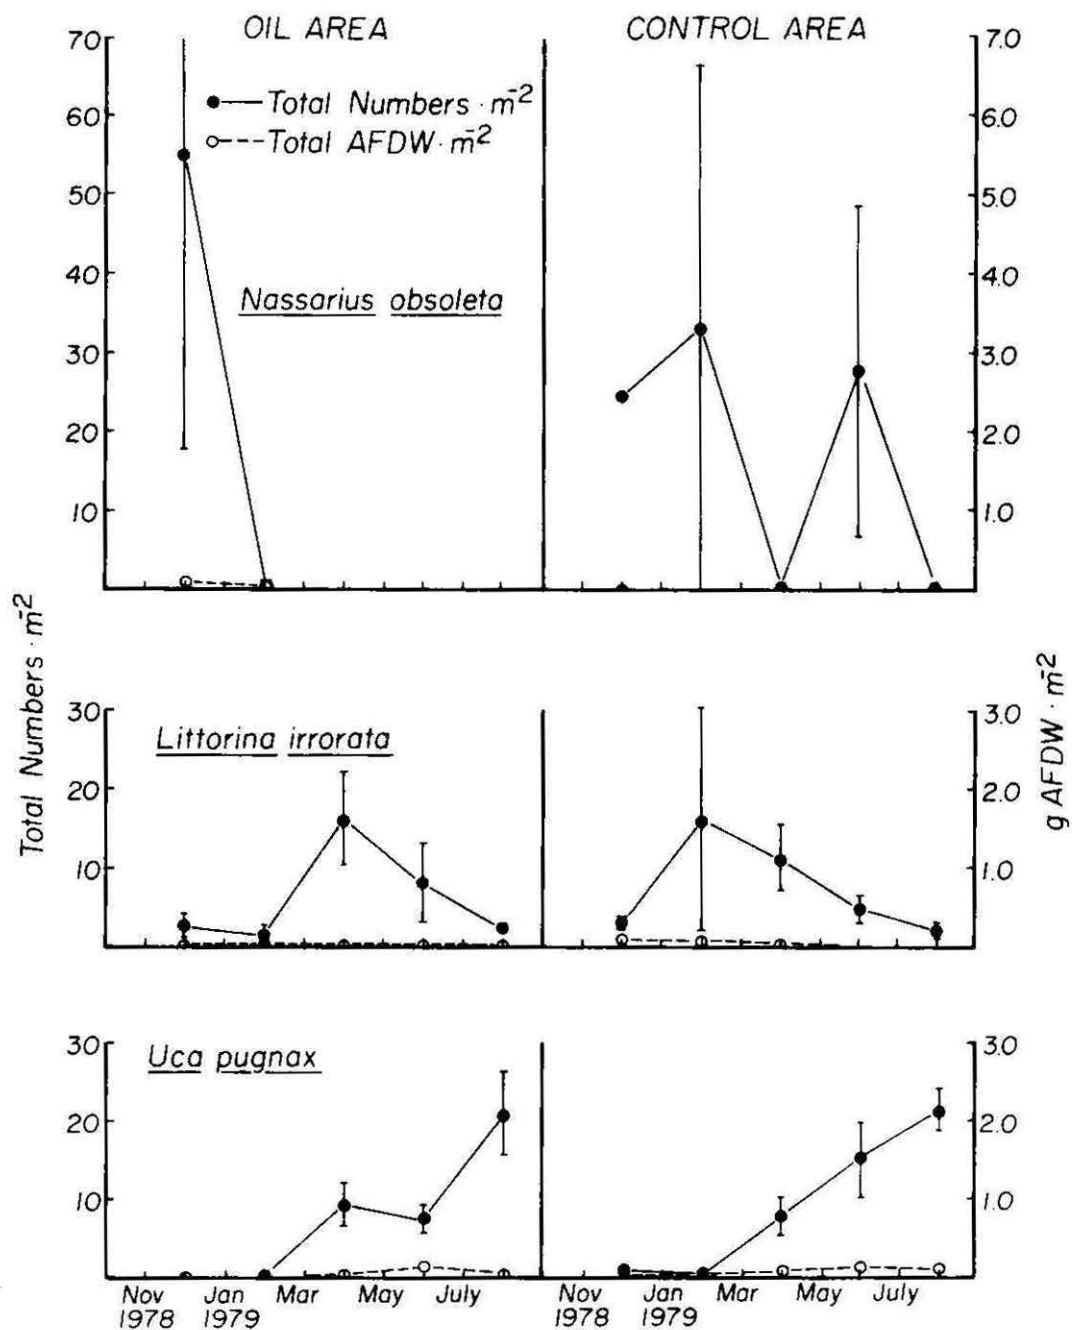 OIL AREA
CONTROL AREA
70
60
50
40
30
20
10
●—Total Numbers · m̄²
○---Total AFDW · m̄²
Nassarius obsoleta
7.0
6.0
5.0
4.0
3.0
2.0
1.0
Total Numbers · m̄²
g AFDW · m̄²
30
20
10
Littorina irrorata
3.0
2.0
1.0
30
20
10
Uca pugnax
3.0
2.0
1.0
Nov Jan Mar May July
1978 1979
Nov Jan Mar May July
1978 1979